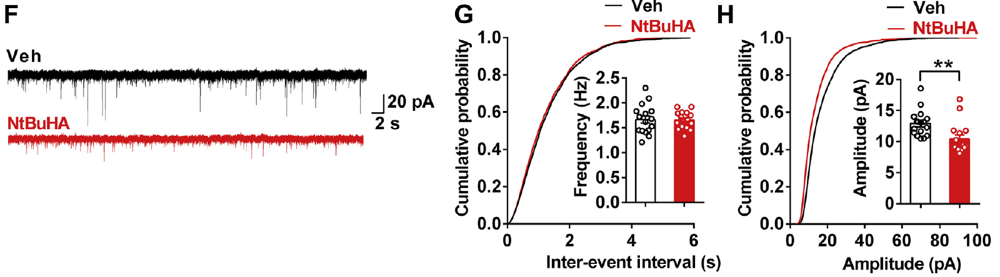 F
Veh
20 pA
2 s
NtBuHA
G
Veh
NtBuHA
Cumulative probability
1.0
0.8
0.6
0.4
0.2
0.0
0
2
4
6
Inter-event interval (s)
Frequency (Hz)
2.5
2.0
1.5
1.0
0.5
0.0
H
Veh
NtBuHA
Cumulative probability
1.0
0.8
0.6
0.4
0.2
0.0
0
20
40
60
80
100
Amplitude (pA)
Amplitude (pA)
20
15
10
5
0
**